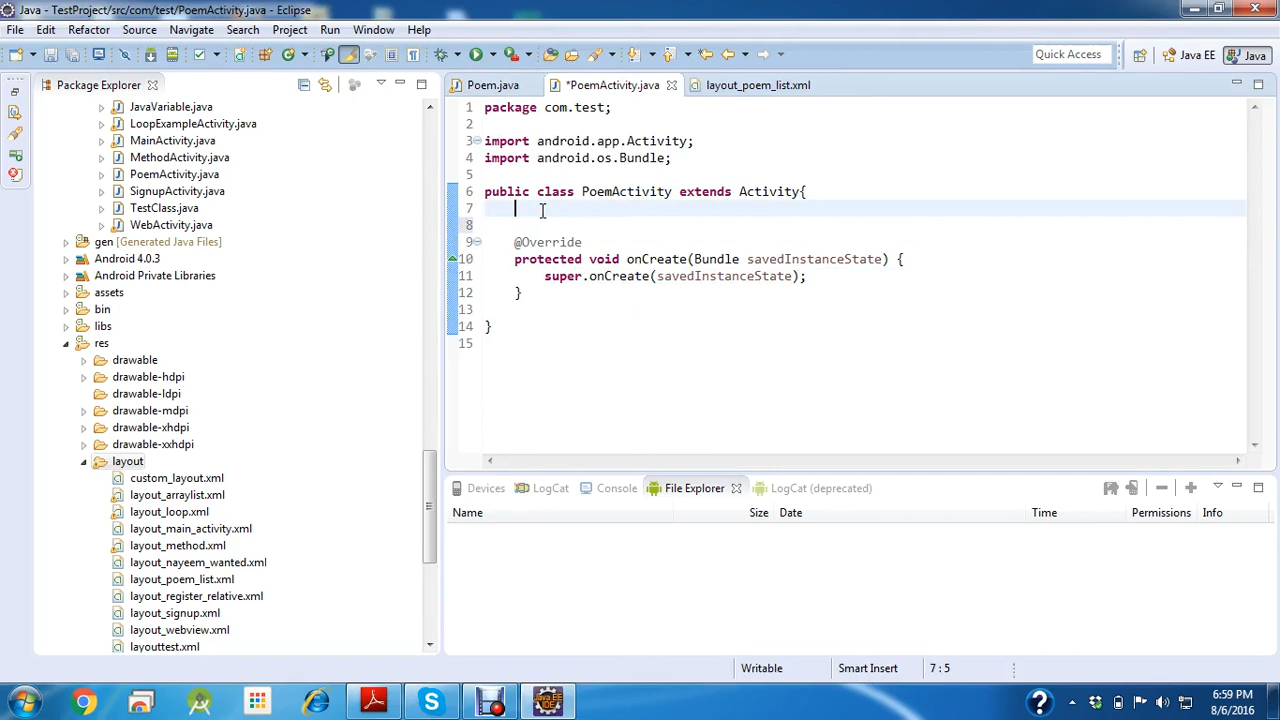 Java - TestProject/src/com/test/PoemActivity.java - Eclipse
File Edit Refactor Source Navigate Search Project Run Window Help
Quick Access Java EE Java
Package Explorer
JavaVariable.java
LoopExampleActivity.java
MainActivity.java
MethodActivity.java
PoemActivity.java
SignupActivity.java
TestClass.java
WebActivity.java
gen [Generated Java Files]
Android 4.0.3
Android Private Libraries
assets
bin
libs
res
drawable
drawable-hdpi
drawable-ldpi
drawable-mdpi
drawable-xhdpi
drawable-xxhdpi
layout
custom_layout.xml
layout_arraylist.xml
layout_loop.xml
layout_main_activity.xml
layout_method.xml
layout_nayeem_wanted.xml
layout_poem_list.xml
layout_register_relative.xml
layout_signup.xml
layout_webview.xml
layouttest.xml
Poem.java *PoemActivity.java layout_poem_list.xml
1 package com.test;
2
3 import android.app.Activity;
4 import android.os.Bundle;
5
6 public class PoemActivity extends Activity{
7
8
9 @Override
10 protected void onCreate(Bundle savedInstanceState) {
11 super.onCreate(savedInstanceState);
12 }
13
14 }
15
Devices LogCat Console File Explorer LogCat (deprecated)
Name Size Date Time Permissions Info
Writable Smart Insert 7 : 5
6:59 PM
8/6/2016